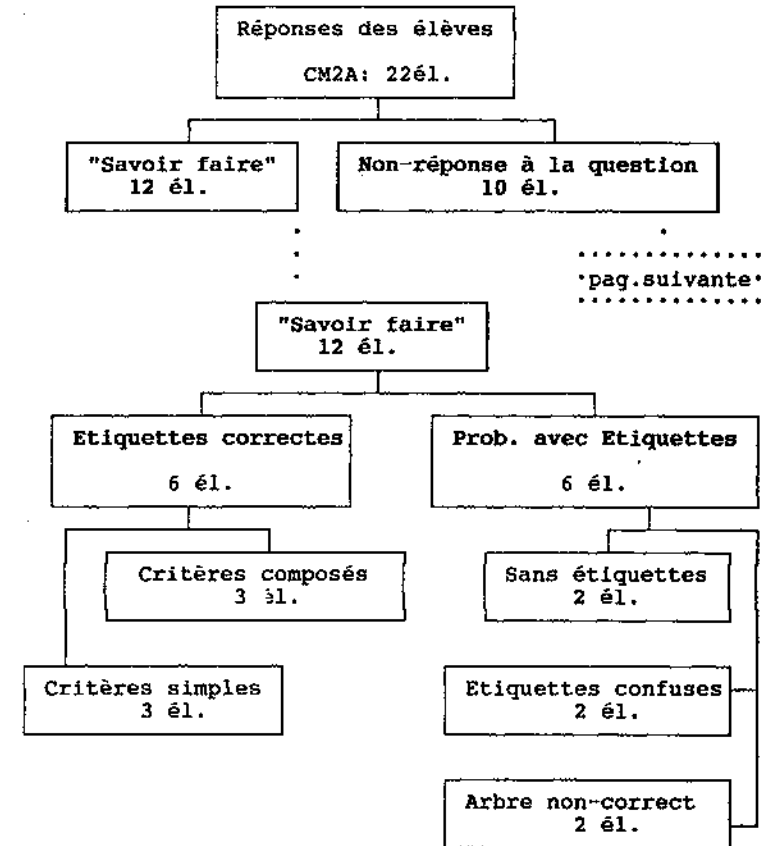 Réponses des élèves
CM2A: 22él.
"Savoir faire"
12 él.
Non-réponse à la question
10 él.
pag.suivante
"Savoir faire"
12 él.
Etiquettes correctes
6 él.
Prob. avec Etiquettes
6 él.
Critères composés
3 él.
Sans étiquettes
2 él.
Critères simples
3 él.
Etiquettes confuses
2 él.
Arbre non-correct
2 él.